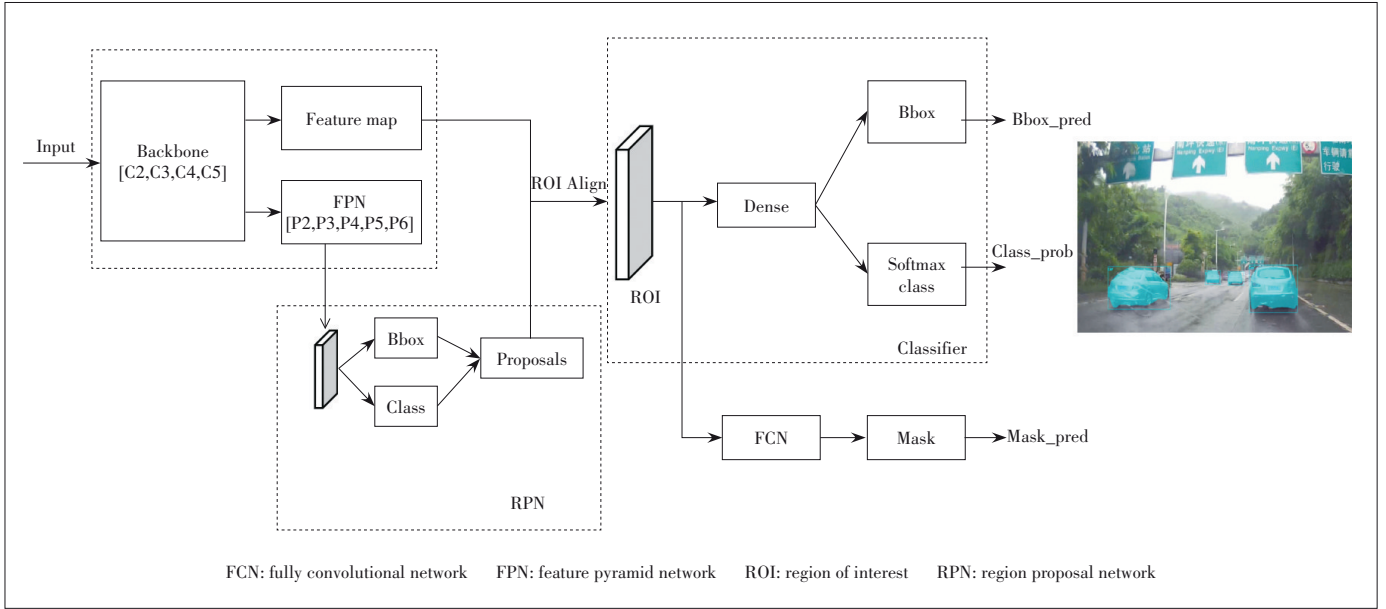 Input
Backbone
[C2,C3,C4,C5]
Feature map
FPN
[P2,P3,P4,P5,P6]
Bbox
Class
Proposals
RPN
ROI Align
ROI
Dense
Bbox
Softmax
class
Classifier
FCN
Mask
Bbox_pred
Class_prob
Mask_pred
行驶
FCN: fully convolutional network FPN: feature pyramid network ROI: region of interest RPN: region proposal network